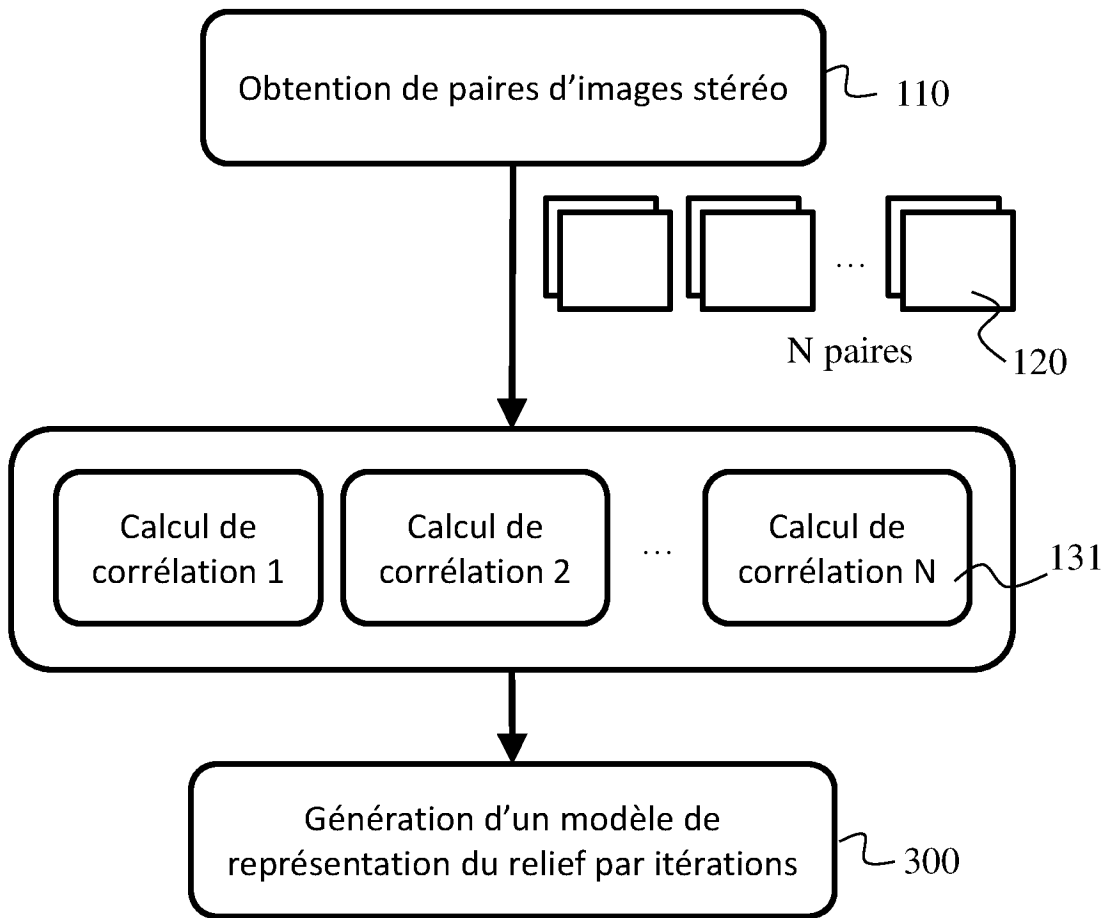 Obtention de paires d'images stéréo
110
...
N paires
120
Calcul de
corrélation 1
Calcul de
corrélation 2
...
Calcul de
corrélation N
131
Génération d'un modèle de
représentation du relief par itérations
300